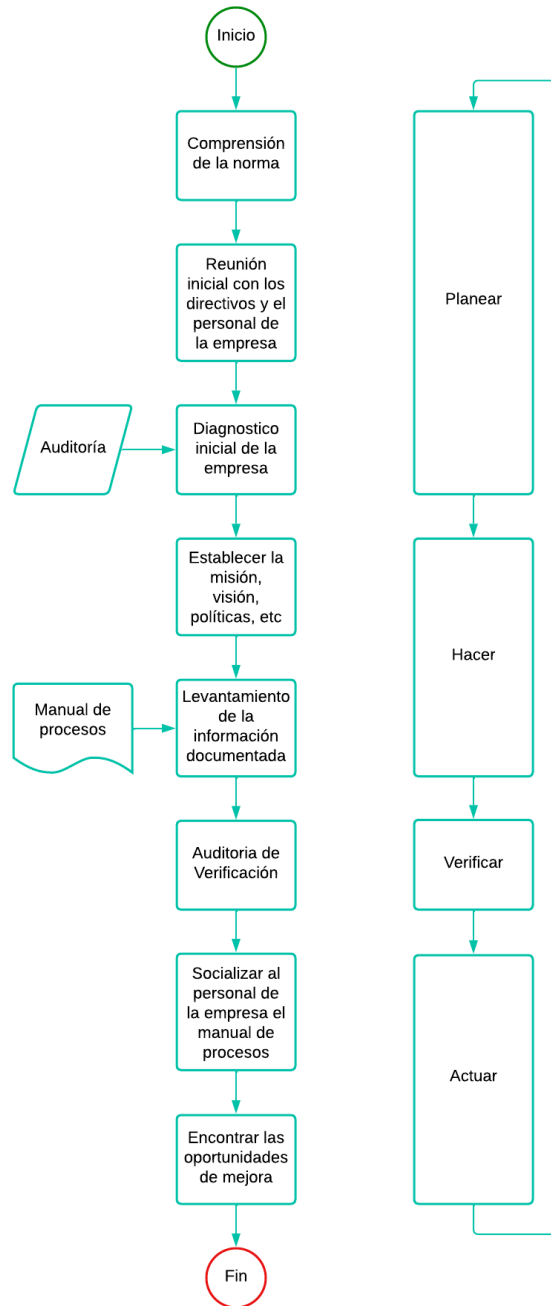 Inicio
Comprensión
de la norma
Reunión
inicial con los
directivos y el
personal de
la empresa
Planear
Auditoría
Diagnostico
inicial de la
empresa
Establecer la
misión,
visión,
políticas, etc
Hacer
Manual de
procesos
Levantamiento
de la
información
documentada
Auditoria de
Verificación
Verificar
Socializar al
personal de
la empresa el
manual de
procesos
Actuar
Encontrar las
oportunidades
de mejora
Fin